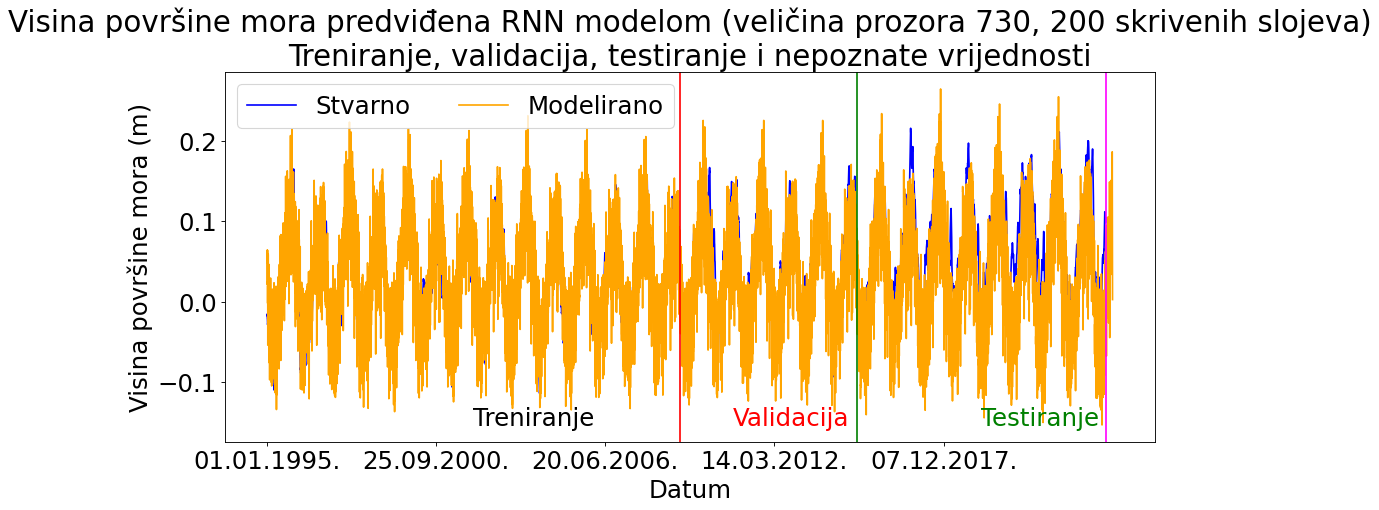 Visina površine mora predviđena RNN modelom (veličina prozora 730, 200 skrivenih slojeva)
Treniranje, validacija, testiranje i nepoznate vrijednosti
Stvarno
Modelirano
Visina površine mora (m)
0.2
0.1
0.0
−0.1
Treniranje
Validacija
Testiranje
01.01.1995.
25.09.2000.
20.06.2006.
14.03.2012.
07.12.2017.
Datum